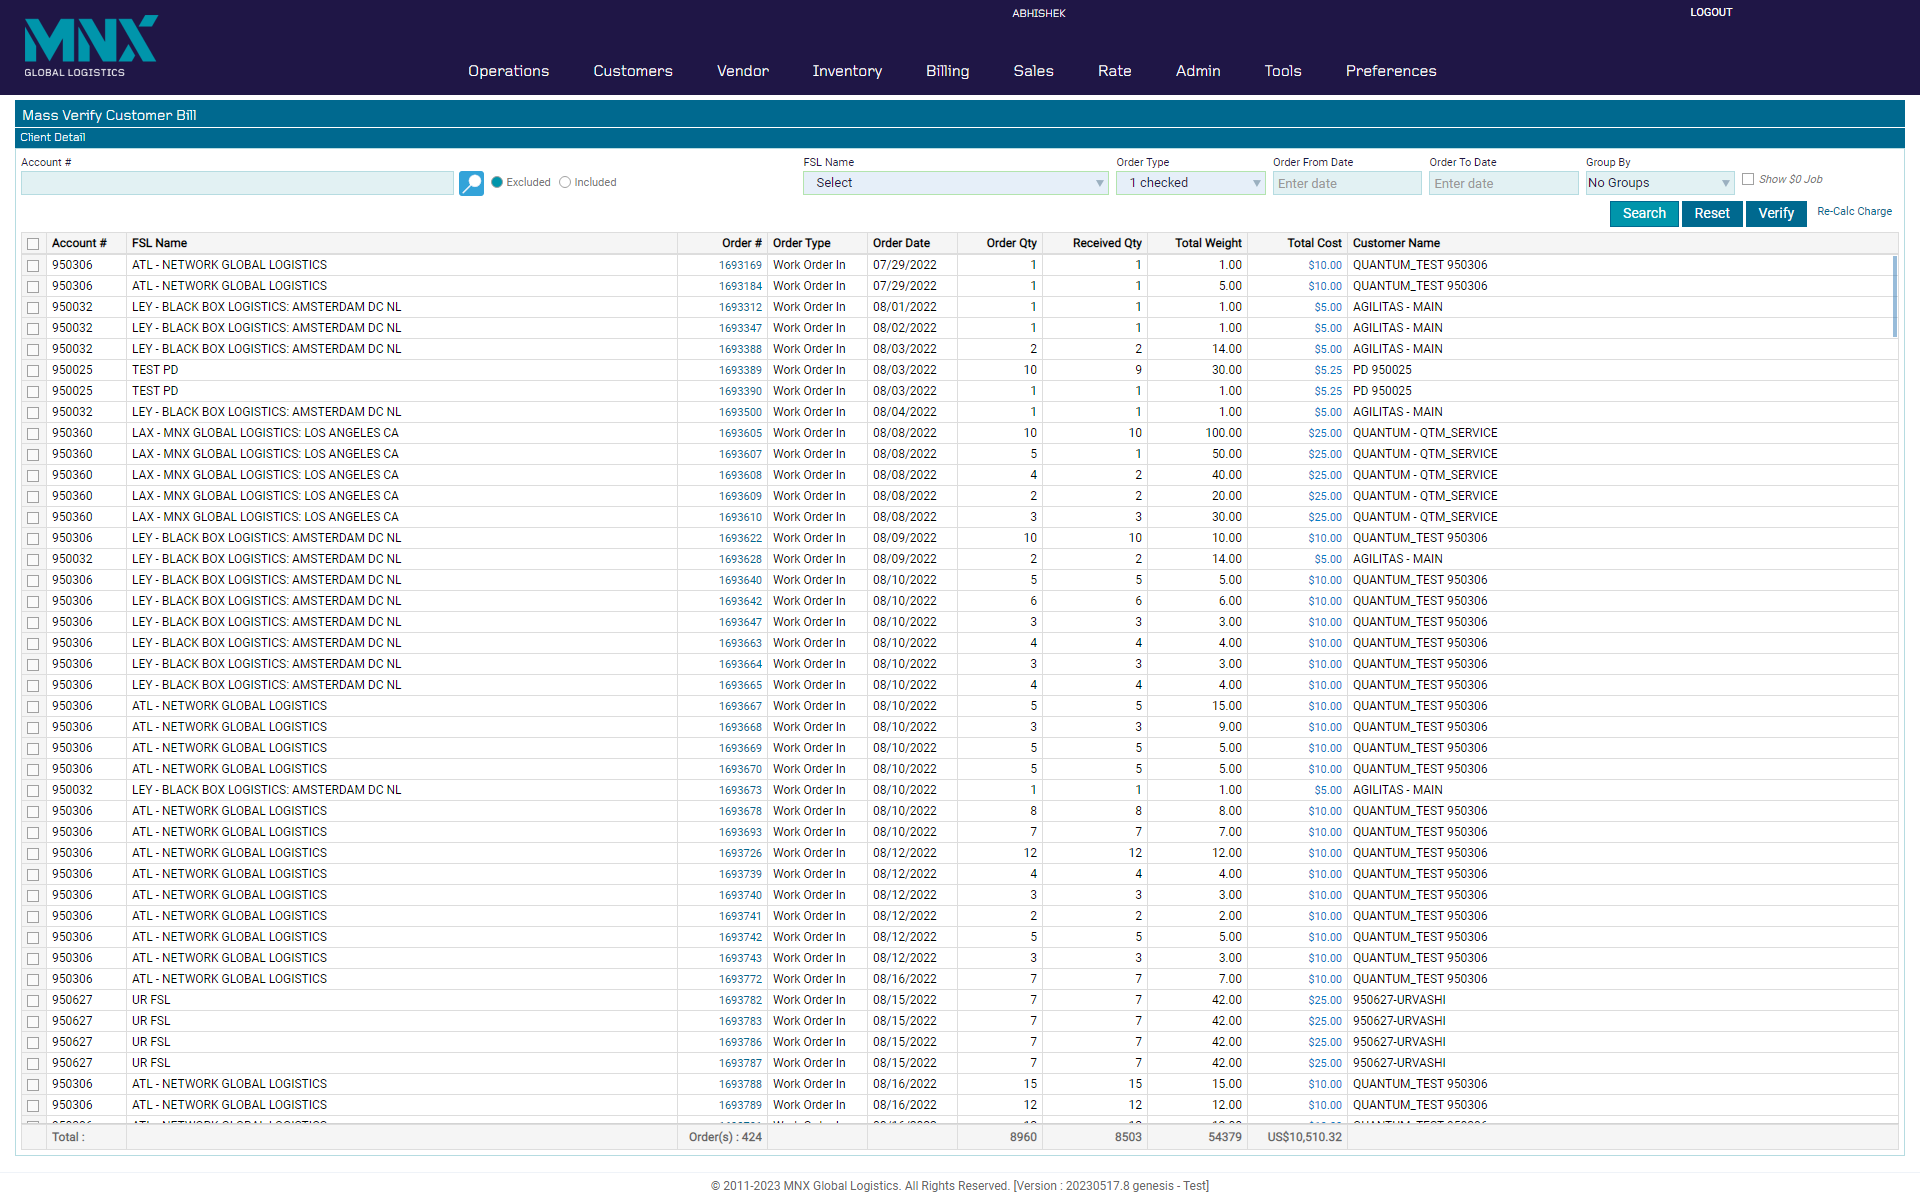 MNX
GLOBAL LOGISTICS
ABHISHEK
LOGOUT
Operations Customers Vendor Inventory Billing Sales Rate Admin Tools Preferences
Mass Verify Customer Bill
Client Detail
Account # FSL Name Order Type Order From Date Order To Date Group By
Excluded Included Select 1 checked Enter date Enter date No Groups Show $0 Job
Search Reset Verify Re-Calc Charge
Account # FSL Name Order # Order Type Order Date Order Qty Received Qty Total Weight Total Cost Customer Name
950306 ATL - NETWORK GLOBAL LOGISTICS 1693169 Work Order In 07/29/2022 1 1 1.00 $10.00 QUANTUM_TEST 950306
950306 ATL - NETWORK GLOBAL LOGISTICS 1693184 Work Order In 07/29/2022 1 1 5.00 $10.00 QUANTUM_TEST 950306
950032 LEY - BLACK BOX LOGISTICS: AMSTERDAM DC NL 1693312 Work Order In 08/01/2022 1 1 1.00 $5.00 AGILITAS - MAIN
950032 LEY - BLACK BOX LOGISTICS: AMSTERDAM DC NL 1693347 Work Order In 08/02/2022 1 1 1.00 $5.00 AGILITAS - MAIN
950032 LEY - BLACK BOX LOGISTICS: AMSTERDAM DC NL 1693388 Work Order In 08/03/2022 2 2 14.00 $5.00 AGILITAS - MAIN
950025 TEST PD 1693389 Work Order In 08/03/2022 10 9 30.00 $5.25 PD 950025
950025 TEST PD 1693390 Work Order In 08/03/2022 1 1 1.00 $5.25 PD 950025
950032 LEY - BLACK BOX LOGISTICS: AMSTERDAM DC NL 1693500 Work Order In 08/04/2022 1 1 1.00 $5.00 AGILITAS - MAIN
950360 LAX - MNX GLOBAL LOGISTICS: LOS ANGELES CA 1693605 Work Order In 08/08/2022 10 10 100.00 $25.00 QUANTUM - QTM_SERVICE
950360 LAX - MNX GLOBAL LOGISTICS: LOS ANGELES CA 1693607 Work Order In 08/08/2022 5 1 50.00 $25.00 QUANTUM - QTM_SERVICE
950360 LAX - MNX GLOBAL LOGISTICS: LOS ANGELES CA 1693608 Work Order In 08/08/2022 4 2 40.00 $25.00 QUANTUM - QTM_SERVICE
950360 LAX - MNX GLOBAL LOGISTICS: LOS ANGELES CA 1693609 Work Order In 08/08/2022 2 2 20.00 $25.00 QUANTUM - QTM_SERVICE
950360 LAX - MNX GLOBAL LOGISTICS: LOS ANGELES CA 1693610 Work Order In 08/08/2022 3 3 30.00 $25.00 QUANTUM - QTM_SERVICE
950306 LEY - BLACK BOX LOGISTICS: AMSTERDAM DC NL 1693622 Work Order In 08/09/2022 10 10 10.00 $10.00 QUANTUM_TEST 950306
950032 LEY - BLACK BOX LOGISTICS: AMSTERDAM DC NL 1693628 Work Order In 08/09/2022 2 2 14.00 $5.00 AGILITAS - MAIN
950306 LEY - BLACK BOX LOGISTICS: AMSTERDAM DC NL 1693640 Work Order In 08/10/2022 5 5 5.00 $10.00 QUANTUM_TEST 950306
950306 LEY - BLACK BOX LOGISTICS: AMSTERDAM DC NL 1693642 Work Order In 08/10/2022 6 6 6.00 $10.00 QUANTUM_TEST 950306
950306 LEY - BLACK BOX LOGISTICS: AMSTERDAM DC NL 1693647 Work Order In 08/10/2022 3 3 3.00 $10.00 QUANTUM_TEST 950306
950306 LEY - BLACK BOX LOGISTICS: AMSTERDAM DC NL 1693663 Work Order In 08/10/2022 4 4 4.00 $10.00 QUANTUM_TEST 950306
950306 LEY - BLACK BOX LOGISTICS: AMSTERDAM DC NL 1693664 Work Order In 08/10/2022 3 3 3.00 $10.00 QUANTUM_TEST 950306
950306 LEY - BLACK BOX LOGISTICS: AMSTERDAM DC NL 1693665 Work Order In 08/10/2022 4 4 4.00 $10.00 QUANTUM_TEST 950306
950306 ATL - NETWORK GLOBAL LOGISTICS 1693667 Work Order In 08/10/2022 5 5 15.00 $10.00 QUANTUM_TEST 950306
950306 ATL - NETWORK GLOBAL LOGISTICS 1693668 Work Order In 08/10/2022 3 3 9.00 $10.00 QUANTUM_TEST 950306
950306 ATL - NETWORK GLOBAL LOGISTICS 1693669 Work Order In 08/10/2022 5 5 5.00 $10.00 QUANTUM_TEST 950306
950306 ATL - NETWORK GLOBAL LOGISTICS 1693670 Work Order In 08/10/2022 5 5 5.00 $10.00 QUANTUM_TEST 950306
950032 LEY - BLACK BOX LOGISTICS: AMSTERDAM DC NL 1693673 Work Order In 08/10/2022 1 1 1.00 $5.00 AGILITAS - MAIN
950306 ATL - NETWORK GLOBAL LOGISTICS 1693678 Work Order In 08/10/2022 8 8 8.00 $10.00 QUANTUM_TEST 950306
950306 ATL - NETWORK GLOBAL LOGISTICS 1693693 Work Order In 08/10/2022 7 7 7.00 $10.00 QUANTUM_TEST 950306
950306 ATL - NETWORK GLOBAL LOGISTICS 1693726 Work Order In 08/12/2022 12 12 12.00 $10.00 QUANTUM_TEST 950306
950306 ATL - NETWORK GLOBAL LOGISTICS 1693739 Work Order In 08/12/2022 4 4 4.00 $10.00 QUANTUM_TEST 950306
950306 ATL - NETWORK GLOBAL LOGISTICS 1693740 Work Order In 08/12/2022 3 3 3.00 $10.00 QUANTUM_TEST 950306
950306 ATL - NETWORK GLOBAL LOGISTICS 1693741 Work Order In 08/12/2022 2 2 2.00 $10.00 QUANTUM_TEST 950306
950306 ATL - NETWORK GLOBAL LOGISTICS 1693742 Work Order In 08/12/2022 5 5 5.00 $10.00 QUANTUM_TEST 950306
950306 ATL - NETWORK GLOBAL LOGISTICS 1693743 Work Order In 08/12/2022 3 3 3.00 $10.00 QUANTUM_TEST 950306
950306 ATL - NETWORK GLOBAL LOGISTICS 1693772 Work Order In 08/16/2022 7 7 7.00 $10.00 QUANTUM_TEST 950306
950627 UR FSL 1693782 Work Order In 08/15/2022 7 7 42.00 $25.00 950627-URVASHI
950627 UR FSL 1693783 Work Order In 08/15/2022 7 7 42.00 $25.00 950627-URVASHI
950627 UR FSL 1693786 Work Order In 08/15/2022 7 7 42.00 $25.00 950627-URVASHI
950627 UR FSL 1693787 Work Order In 08/15/2022 7 7 42.00 $25.00 950627-URVASHI
950306 ATL - NETWORK GLOBAL LOGISTICS 1693788 Work Order In 08/16/2022 15 15 15.00 $10.00 QUANTUM_TEST 950306
950306 ATL - NETWORK GLOBAL LOGISTICS 1693789 Work Order In 08/16/2022 12 12 12.00 $10.00 QUANTUM_TEST 950306
Total : Order(s) : 424 8960 8503 54379 US$10,510.32
© 2011-2023 MNX Global Logistics. All Rights Reserved. [Version : 20230517.8 genesis - Test]